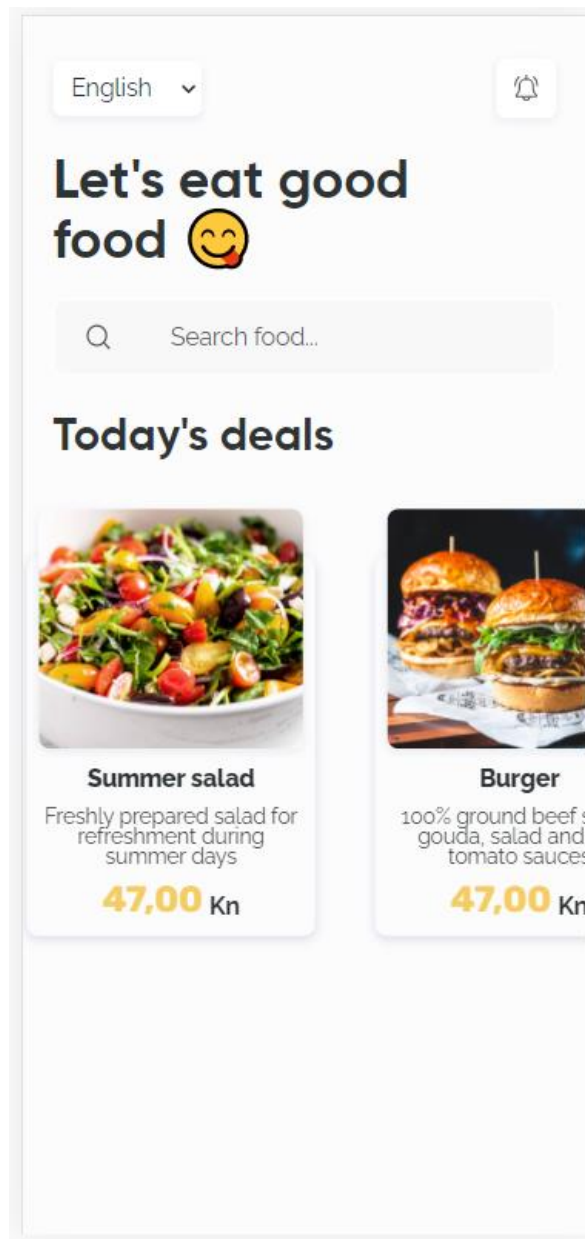 English
Let's eat good
food 😋
Search food...
Today's deals
Summer salad
Freshly prepared salad for
refreshment during
summer days
47,00 Kn
Burger
100% ground beef
gouda, salad and
tomato sauces
47,00 Kn